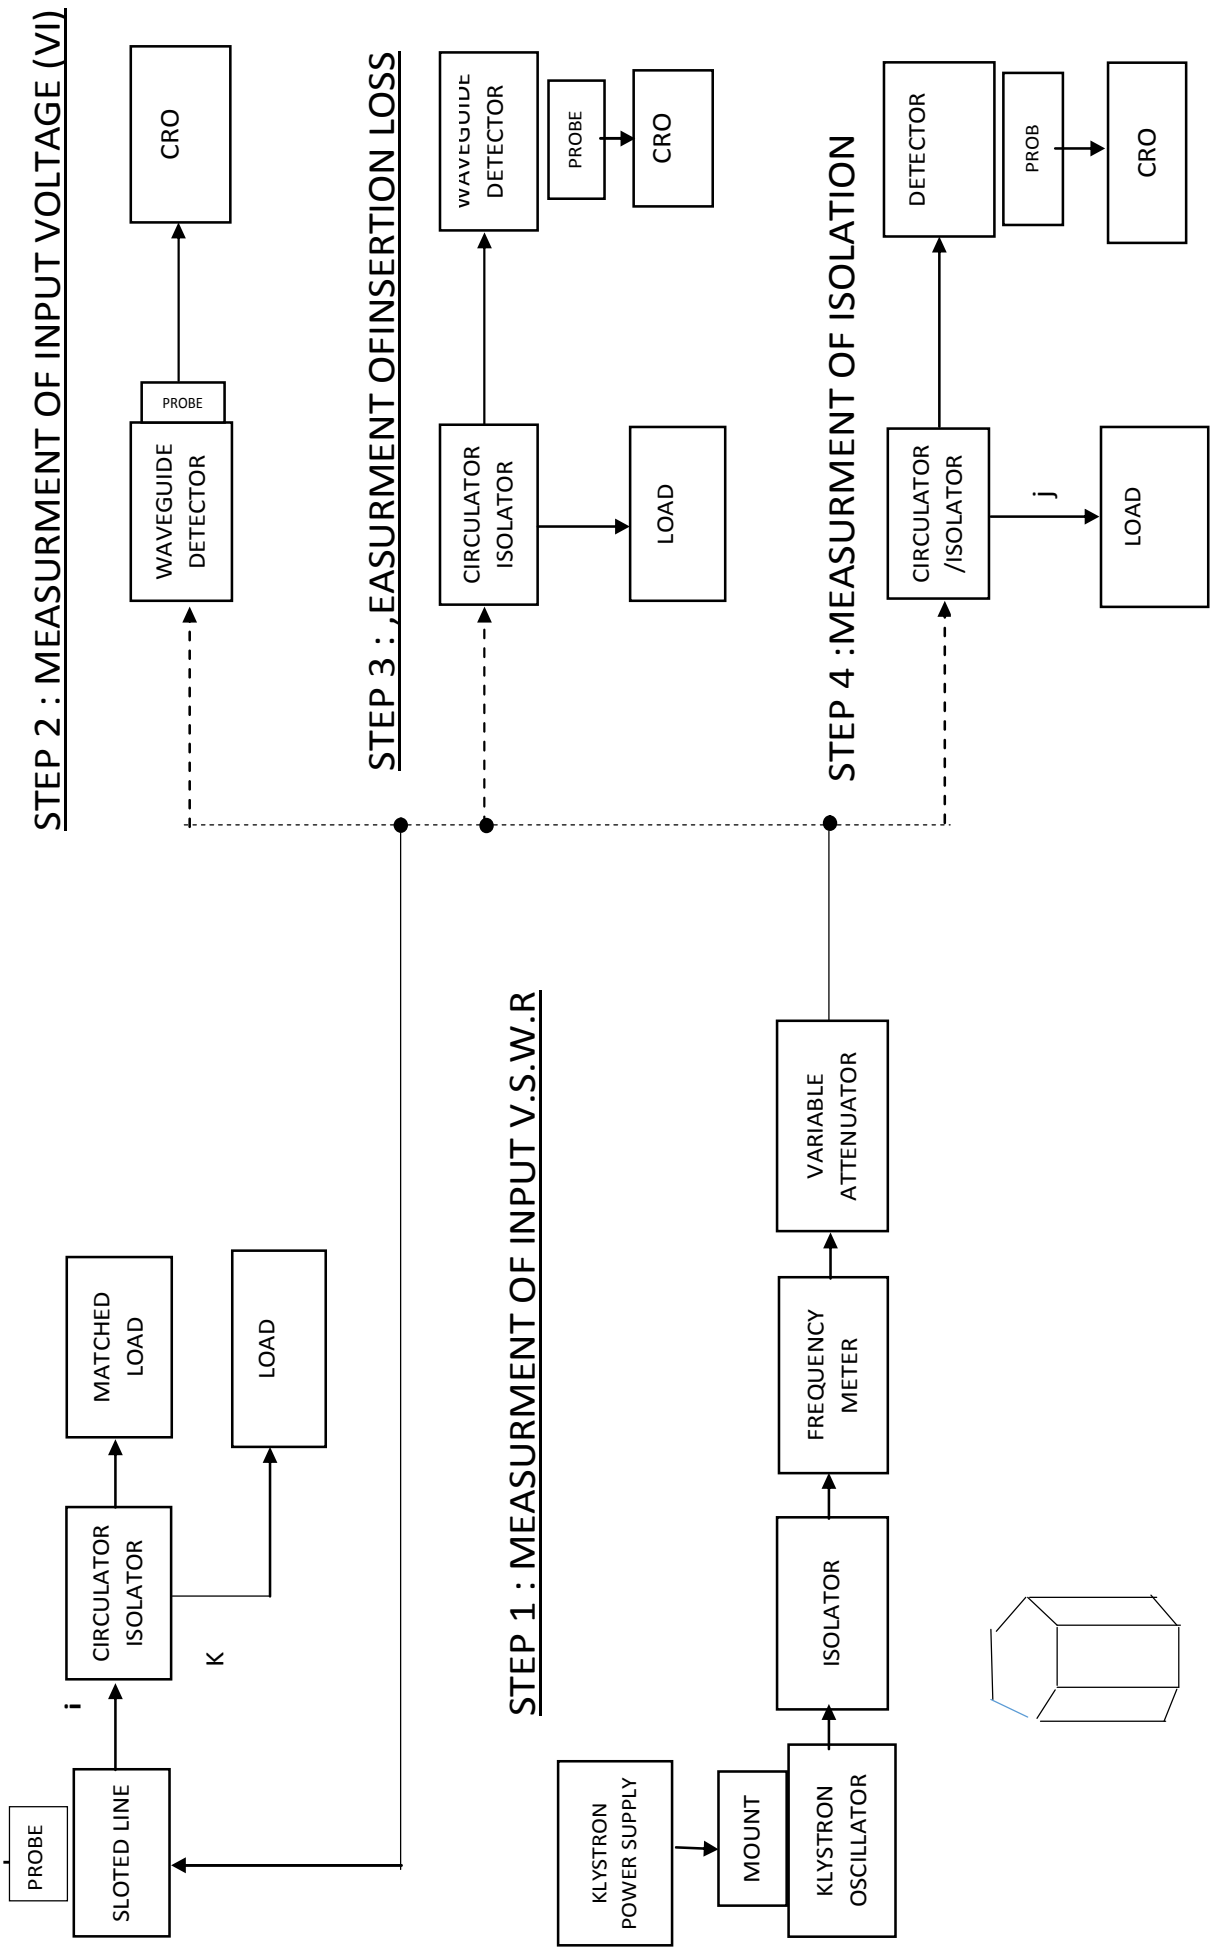 PROBE
SLOTED LINE
i
CIRCULATOR
ISOLATOR
K
MATCHED
LOAD
LOAD
STEP 2 : MEASURMENT OF INPUT VOLTAGE (VI)
WAVEGUIDE
DETECTOR
PROBE
CRO
STEP 3 : ,EASURMENT OFINSERTION LOSS
CIRCULATOR
ISOLATOR
LOAD
WAVEGUIDE
DETECTOR
PROBE
CRO
STEP 1 : MEASURMENT OF INPUT V.S.W.R
KLYSTRON
POWER SUPPLY
MOUNT
KLYSTRON
OSCILLATOR
ISOLATOR
FREQUENCY
METER
VARIABLE
ATTENUATOR
STEP 4 :MEASURMENT OF ISOLATION
CIRCULATOR
/ISOLATOR
j
LOAD
DETECTOR
PROB
CRO